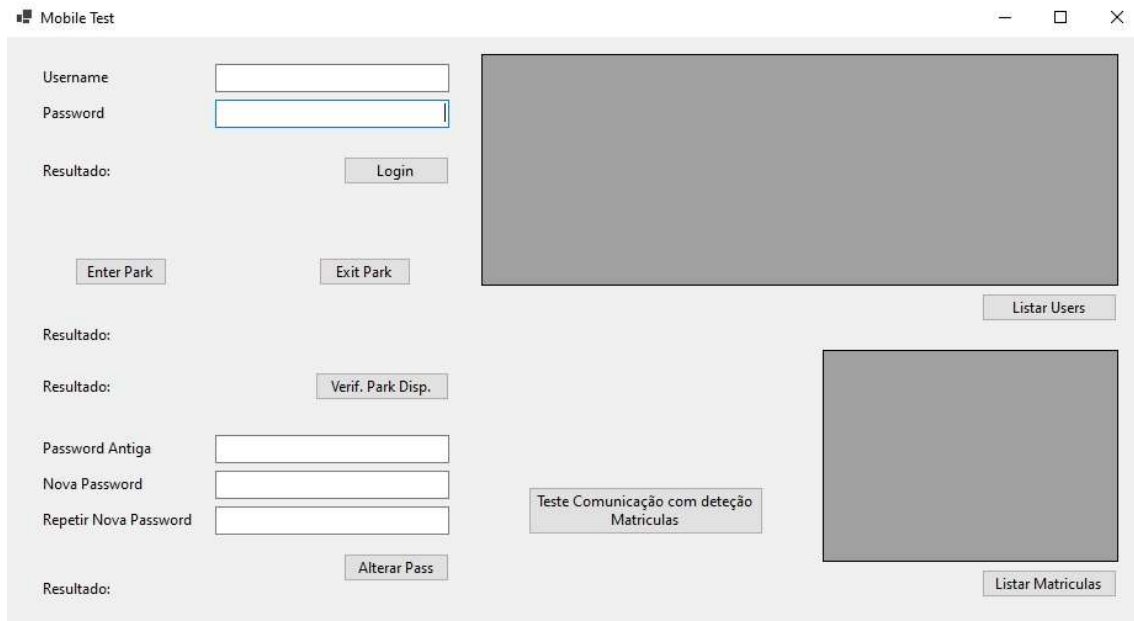 Mobile Test
Username
Password
Resultado:
Login
Enter Park
Exit Park
Listar Users
Resultado:
Resultado:
Verif. Park Disp.
Password Antiga
Nova Password
Repetir Nova Password
Teste Comunicação com deteção
Matriculas
Alterar Pass
Listar Matriculas
Resultado: